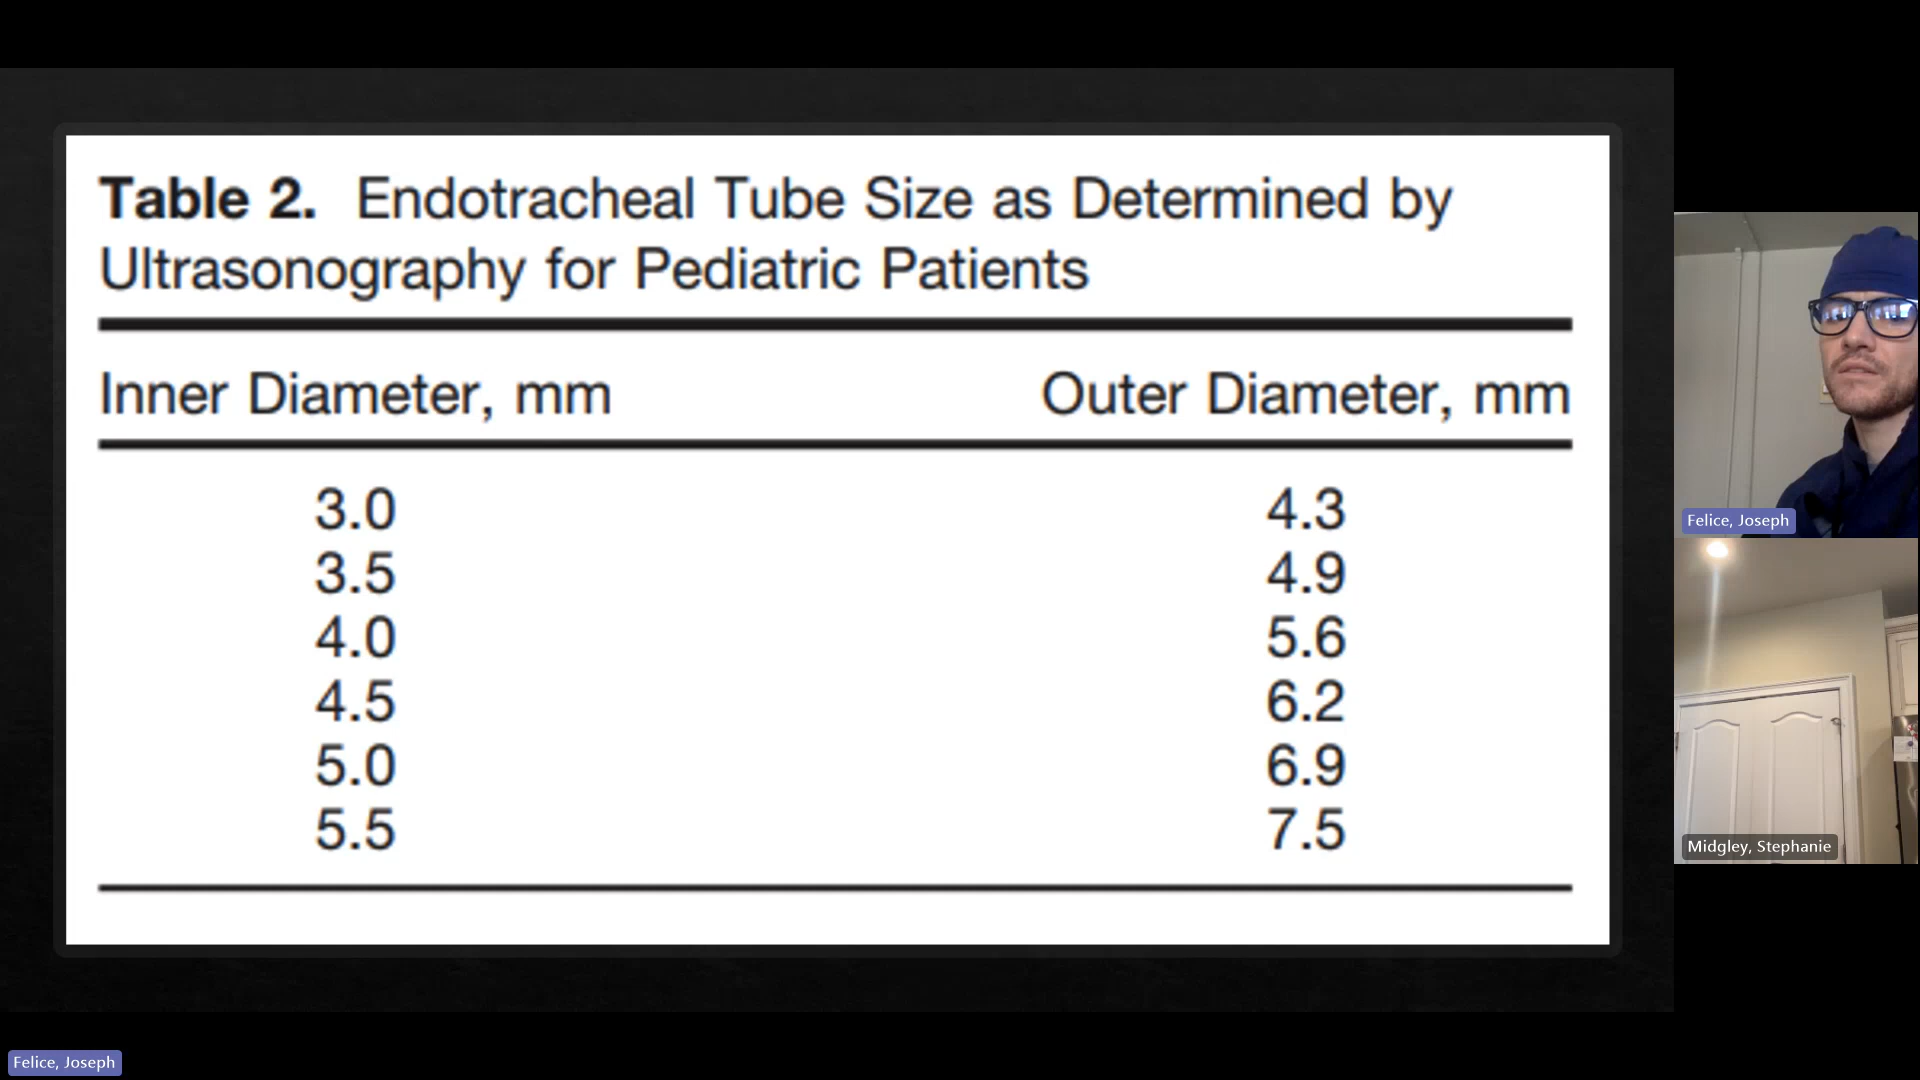 Table 2. Endotracheal Tube Size as Determined by
Ultrasonography for Pediatric Patients
Inner Diameter, mm Outer Diameter, mm
3.0 4.3
3.5 4.9
4.0 5.6
4.5 6.2
5.0 6.9
5.5 7.5
Felice, Joseph
Midgley, Stephanie
Felice, Joseph